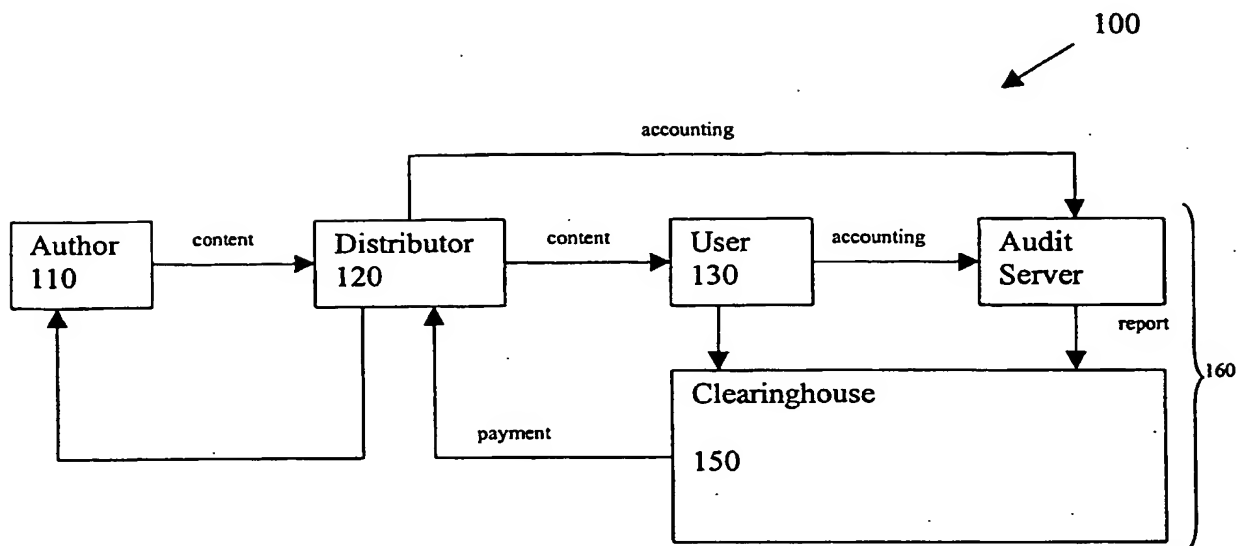 100
accounting
Author
110
content
Distributor
120
content
User
130
accounting
Audit
Server
report
160
Clearinghouse
150
payment